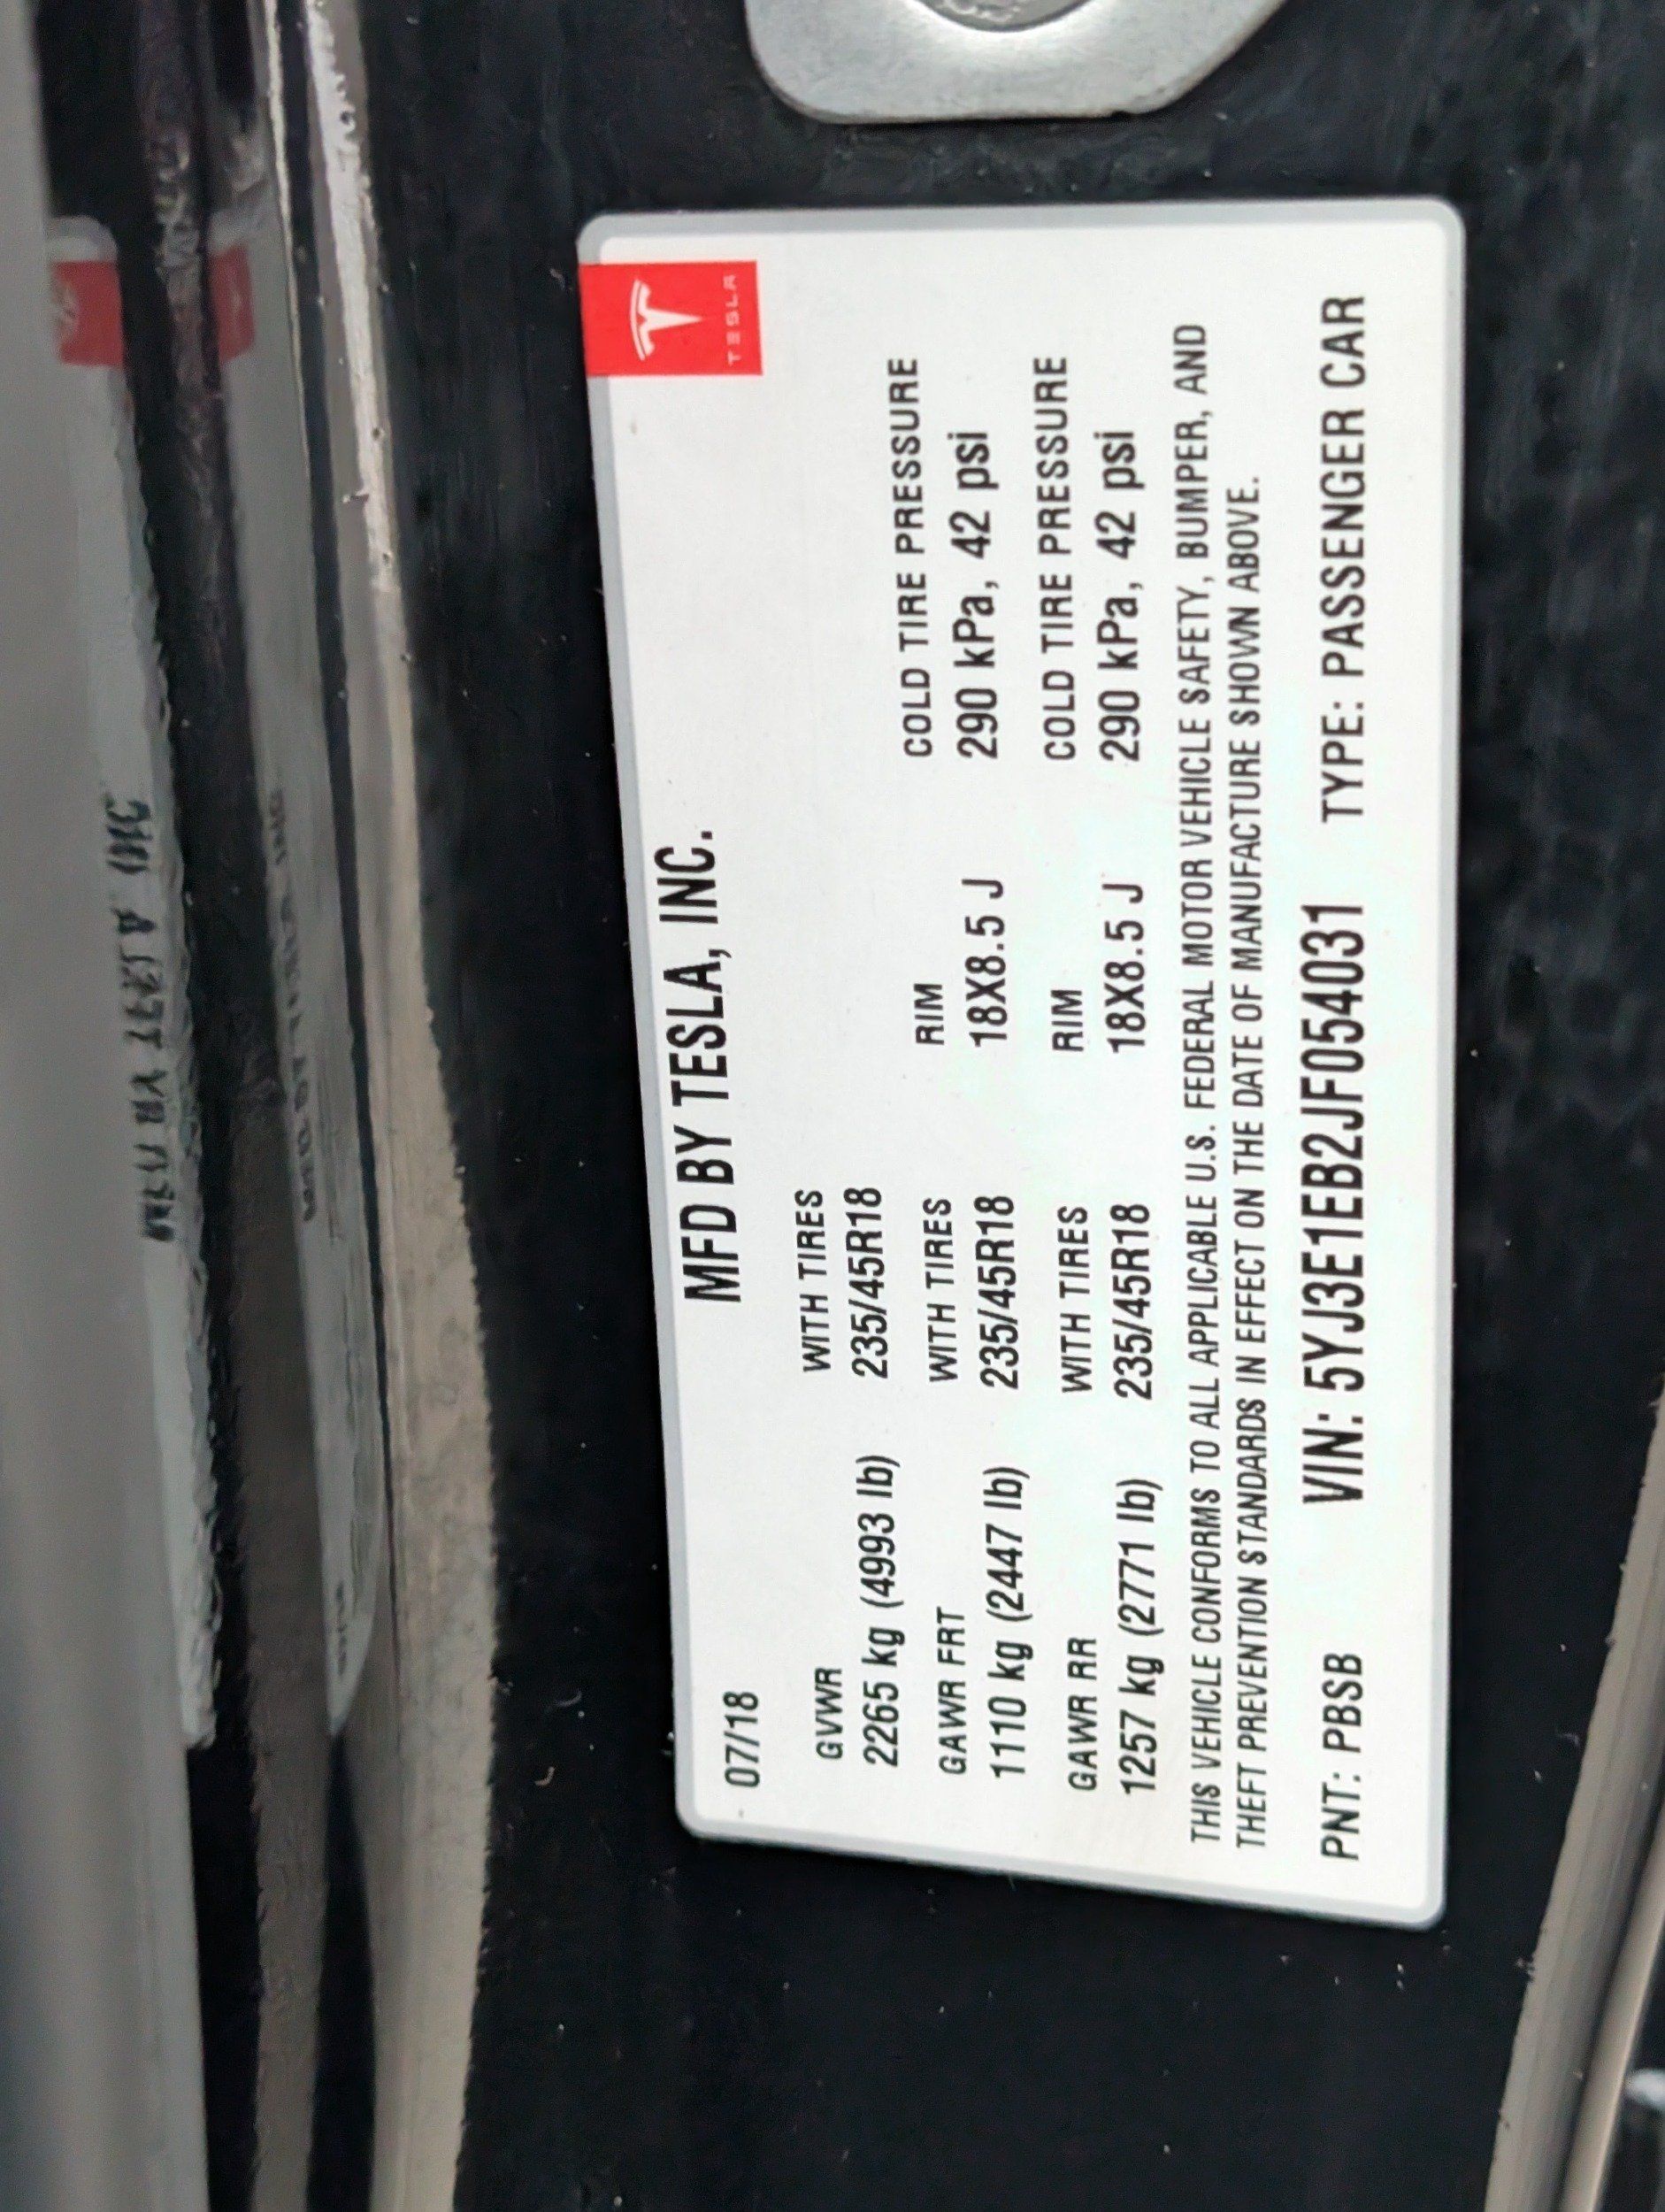 TESLA
MFD BY TESLA, INC.
07/18
GVWR WITH TIRES
2265 kg (4993 lb) 235/45R18
GAWR FRT WITH TIRES RIM COLD TIRE PRESSURE
1110 kg (2447 lb) 235/45R18 18X8.5 J 290 kPa, 42 psi
GAWR RR WITH TIRES RIM COLD TIRE PRESSURE
1257 kg (2771 lb) 235/45R18 18X8.5 J 290 kPa, 42 psi
THIS VEHICLE CONFORMS TO ALL APPLICABLE U.S. FEDERAL MOTOR VEHICLE SAFETY, BUMPER, AND
THEFT PREVENTION STANDARDS IN EFFECT ON THE DATE OF MANUFACTURE SHOWN ABOVE.
PNT: PBSB VIN: 5YJ3E1EB2JF054031 TYPE: PASSENGER CAR